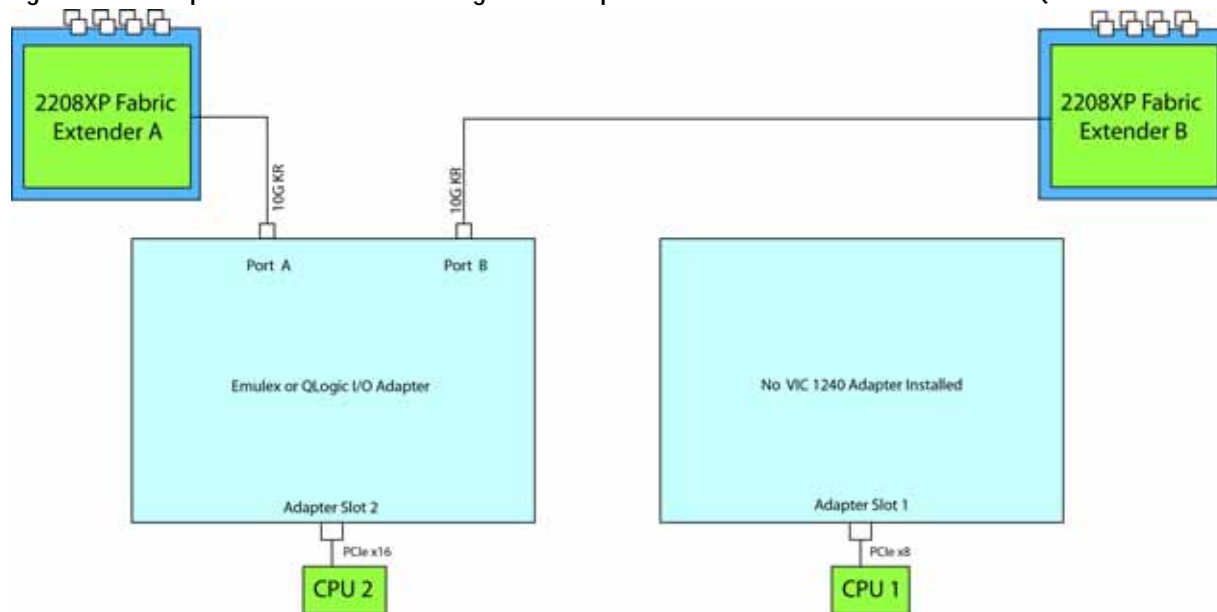 2208XP Fabric
Extender A
2208XP Fabric
Extender B
10G KR
10G KR
Port A
Port B
Emulex or QLogic I/O Adapter
No VIC 1240 Adapter Installed
Adapter Slot 2
Adapter Slot 1
PCIe x16
PCIe x8
CPU 2
CPU 1